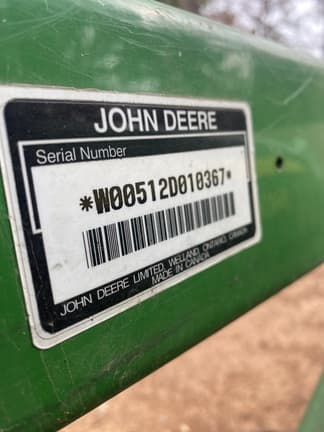 JOHN DEERE
Serial Number
*W00512D010367*
JOHN DEERE LIMITED, WELLAND, ONTARIO, CANADA
MADE IN CANADA